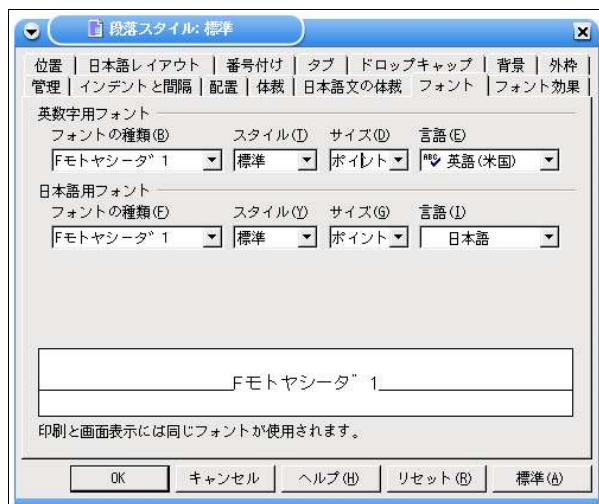 段落スタイル: 標準
位置 日本語レイアウト 番号付け タブ ドロップキャップ 背景 外枠
管理 インデントと間隔 配置 体裁 日本語文の体裁 フォント フォント効果
英数字用フォント
フォントの種類(B) スタイル(T) サイズ(D) 言語(E)
Fモトヤシータ゛1 標準 ポイント ABC 英語(米国)
日本語用フォント
フォントの種類(F) スタイル(Y) サイズ(G) 言語(I)
Fモトヤシータ゛1 標準 ポイント 日本語
Fモトヤシータ゛1
印刷と画面表示には同じフォントが使用されます。
OK キャンセル ヘルプ(H) リセット(R) 標準(A)